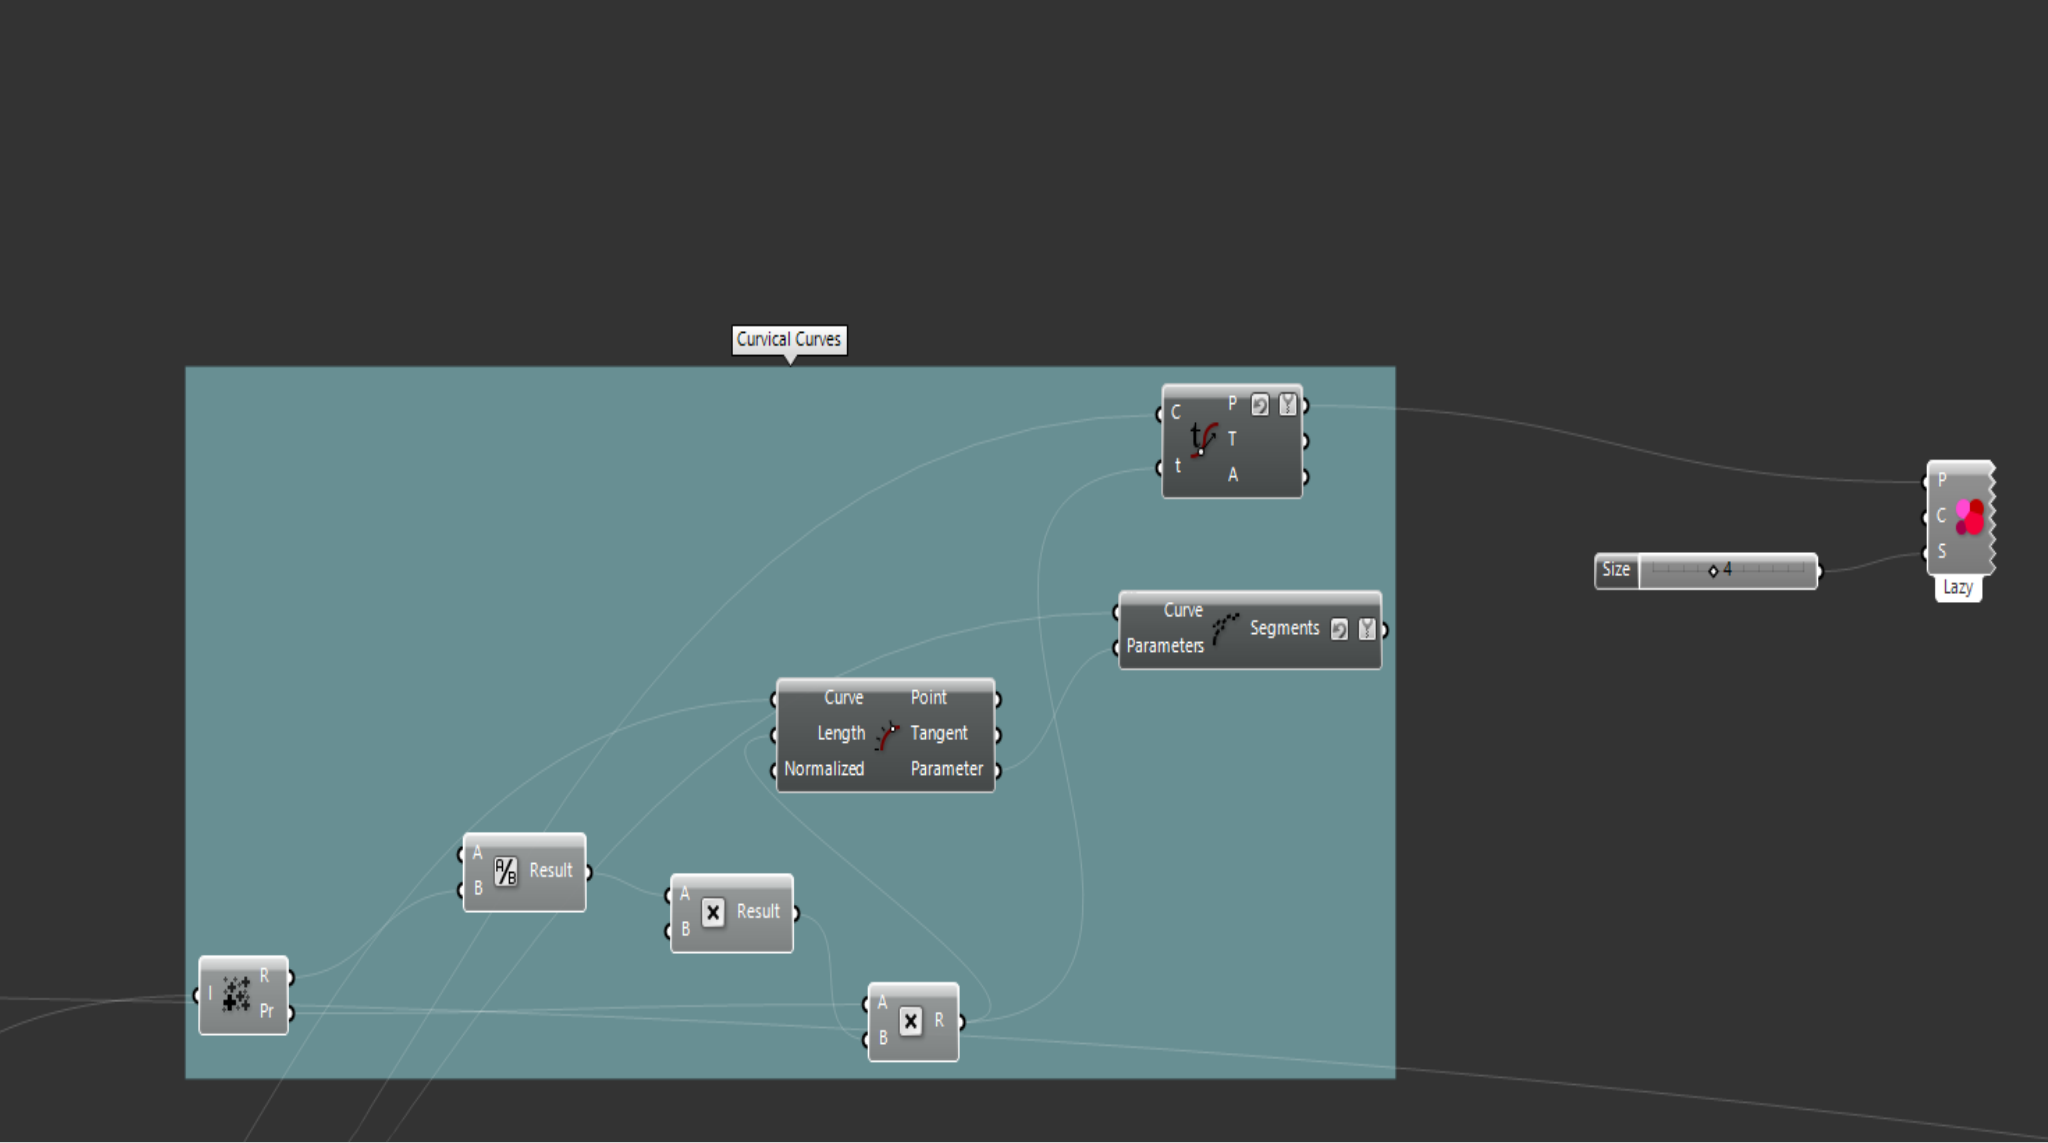 Curvical Curves
C
t
P
T
A
t
P
C
S
Lazy
Size
4
Curve
Parameters
Segments
Curve
Length
Normalized
Point
Tangent
Parameter
A
B
A/B
Result
A
B
Result
I
R
Pr
A
B
R